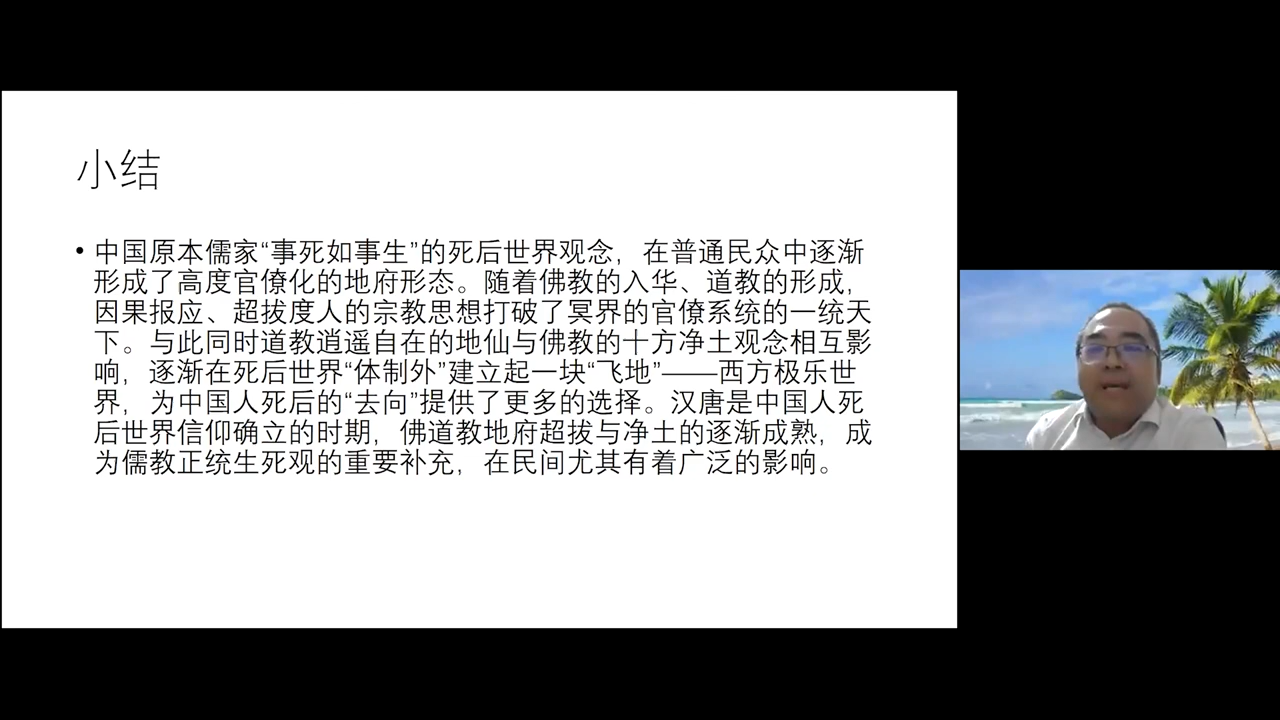 小结
• 中国原本儒家“事死如事生”的死后世界观念，在普通民众中逐渐
形成了高度官僚化的地府形态。随着佛教的入华、道教的形成，
因果报应、超拔度人的宗教思想打破了冥界的官僚系统的一统天
下。与此同时道教逍遥自在的地仙与佛教的十方净土观念相互影
响，逐渐在死后世界“体制外”建立起一块“飞地”——西方极乐世
界，为中国人死后的“去向”提供了更多的选择。汉唐是中国人死
后世界信仰确立的时期，佛道教地府超拔与净土的逐渐成熟，成
为儒教正统生死观的重要补充，在民间尤其有着广泛的影响。